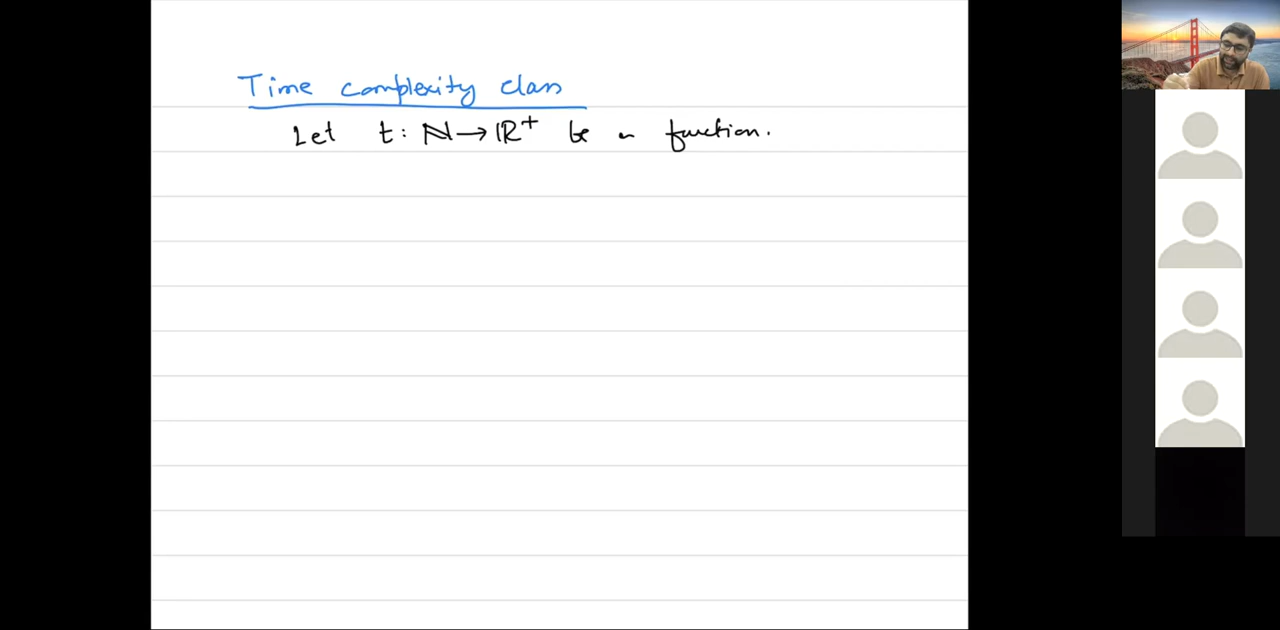 Time complexity class
Let t: ℕ → ℝ⁺ be a function.